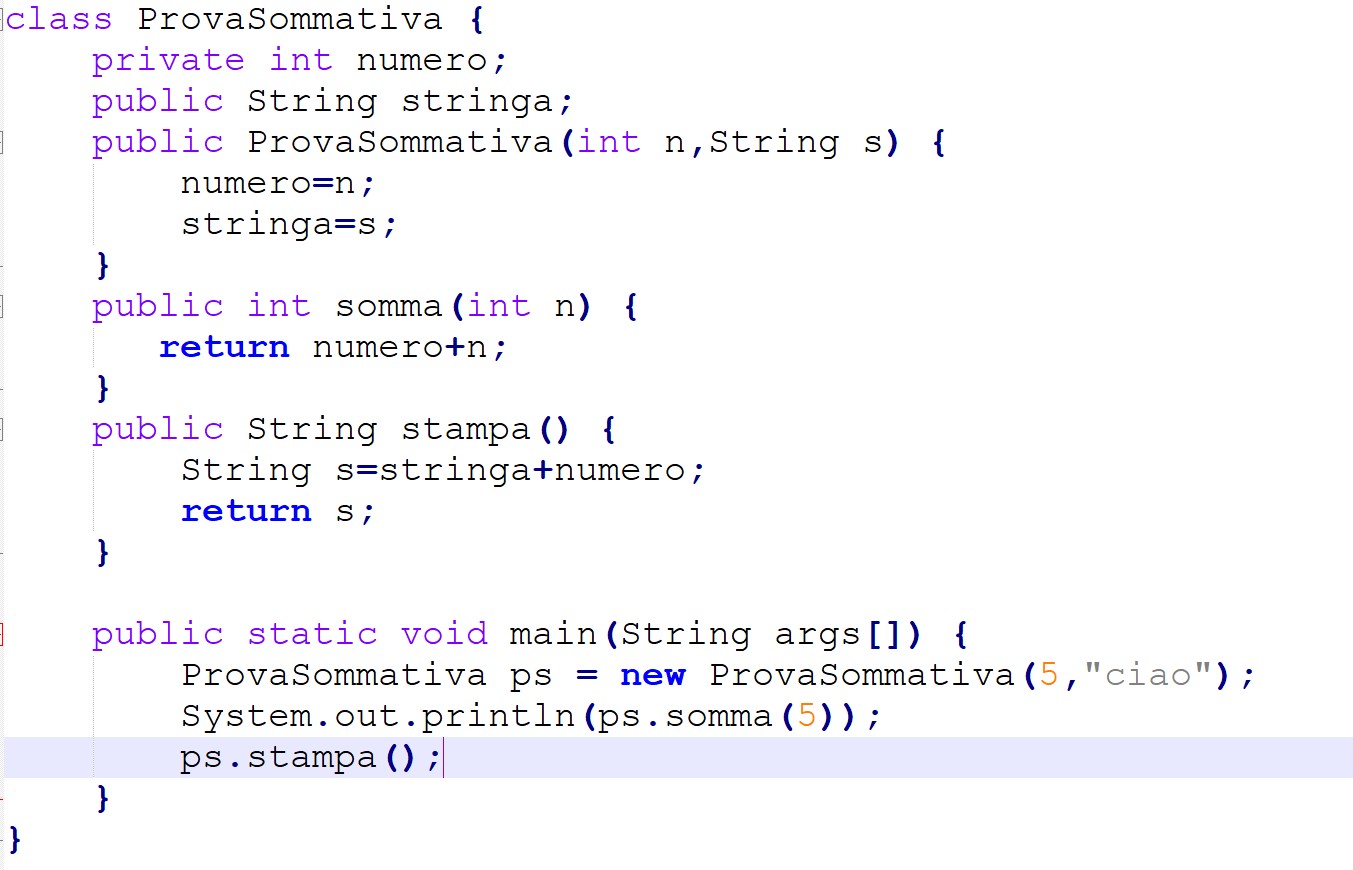 class ProvaSommativa {
    private int numero;
    public String stringa;
    public ProvaSommativa(int n,String s) {
        numero=n;
        stringa=s;
    }
    public int somma(int n) {
       return numero+n;
    }
    public String stampa() {
        String s=stringa+numero;
        return s;
    }

    public static void main(String args[]) {
        ProvaSommativa ps = new ProvaSommativa(5,"ciao");
        System.out.println(ps.somma(5));
        ps.stampa();
    }
}